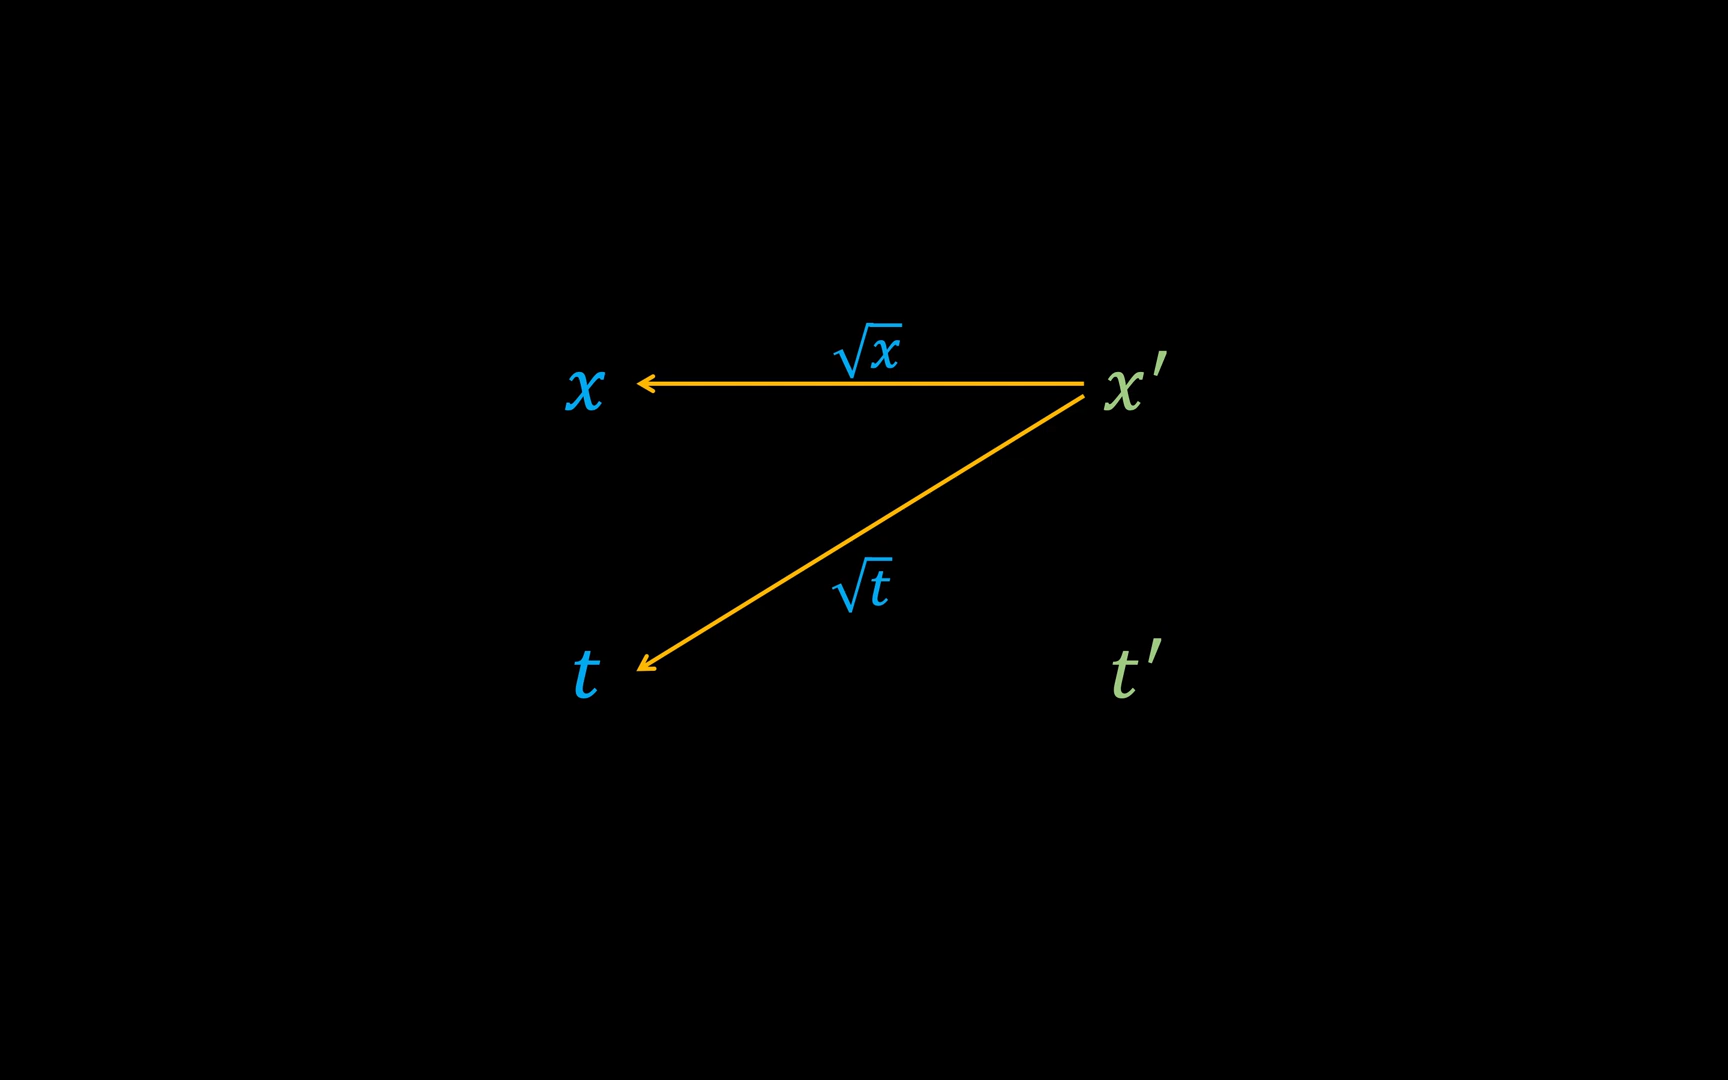 √x
x x′
√t
t t′